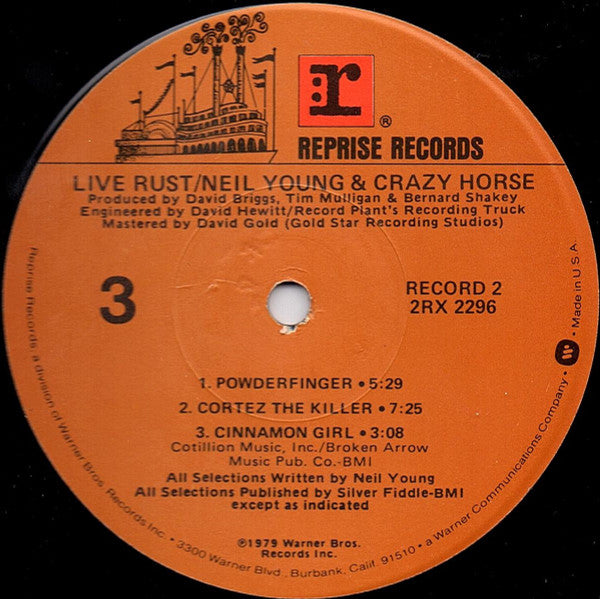 r
®
REPRISE RECORDS
LIVE RUST/NEIL YOUNG & CRAZY HORSE
Produced by David Briggs, Tim Mulligan & Bernard Shakey
Engineered by David Hewitt/Record Plant's Recording Truck
Mastered by David Gold (Gold Star Recording Studios)
3
RECORD 2
2RX 2296
1. POWDERFINGER • 5:29
2. CORTEZ THE KILLER • 7:25
3. CINNAMON GIRL • 3:08
Cotillion Music, Inc./Broken Arrow
Music Pub. Co.-BMI
All Selections Written by Neil Young
All Selections Published by Silver Fiddle-BMI
except as indicated
℗1979 Warner Bros.
Records Inc.
Reprise Records, a division of Warner Bros. Records Inc. • 3300 Warner Blvd., Burbank, Calif. 91510 • a Warner Communications Company • W • Made in U.S.A.